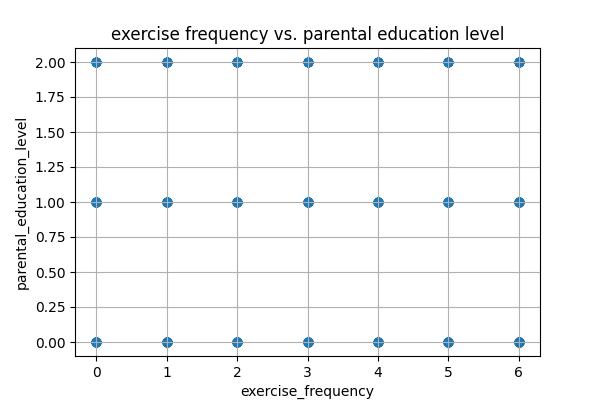 exercise frequency vs. parental education level
2.00
1.75
1.50
1.25
1.00
0.75
0.50
0.25
0.00
parental_education_level
0 1 2 3 4 5 6
exercise_frequency